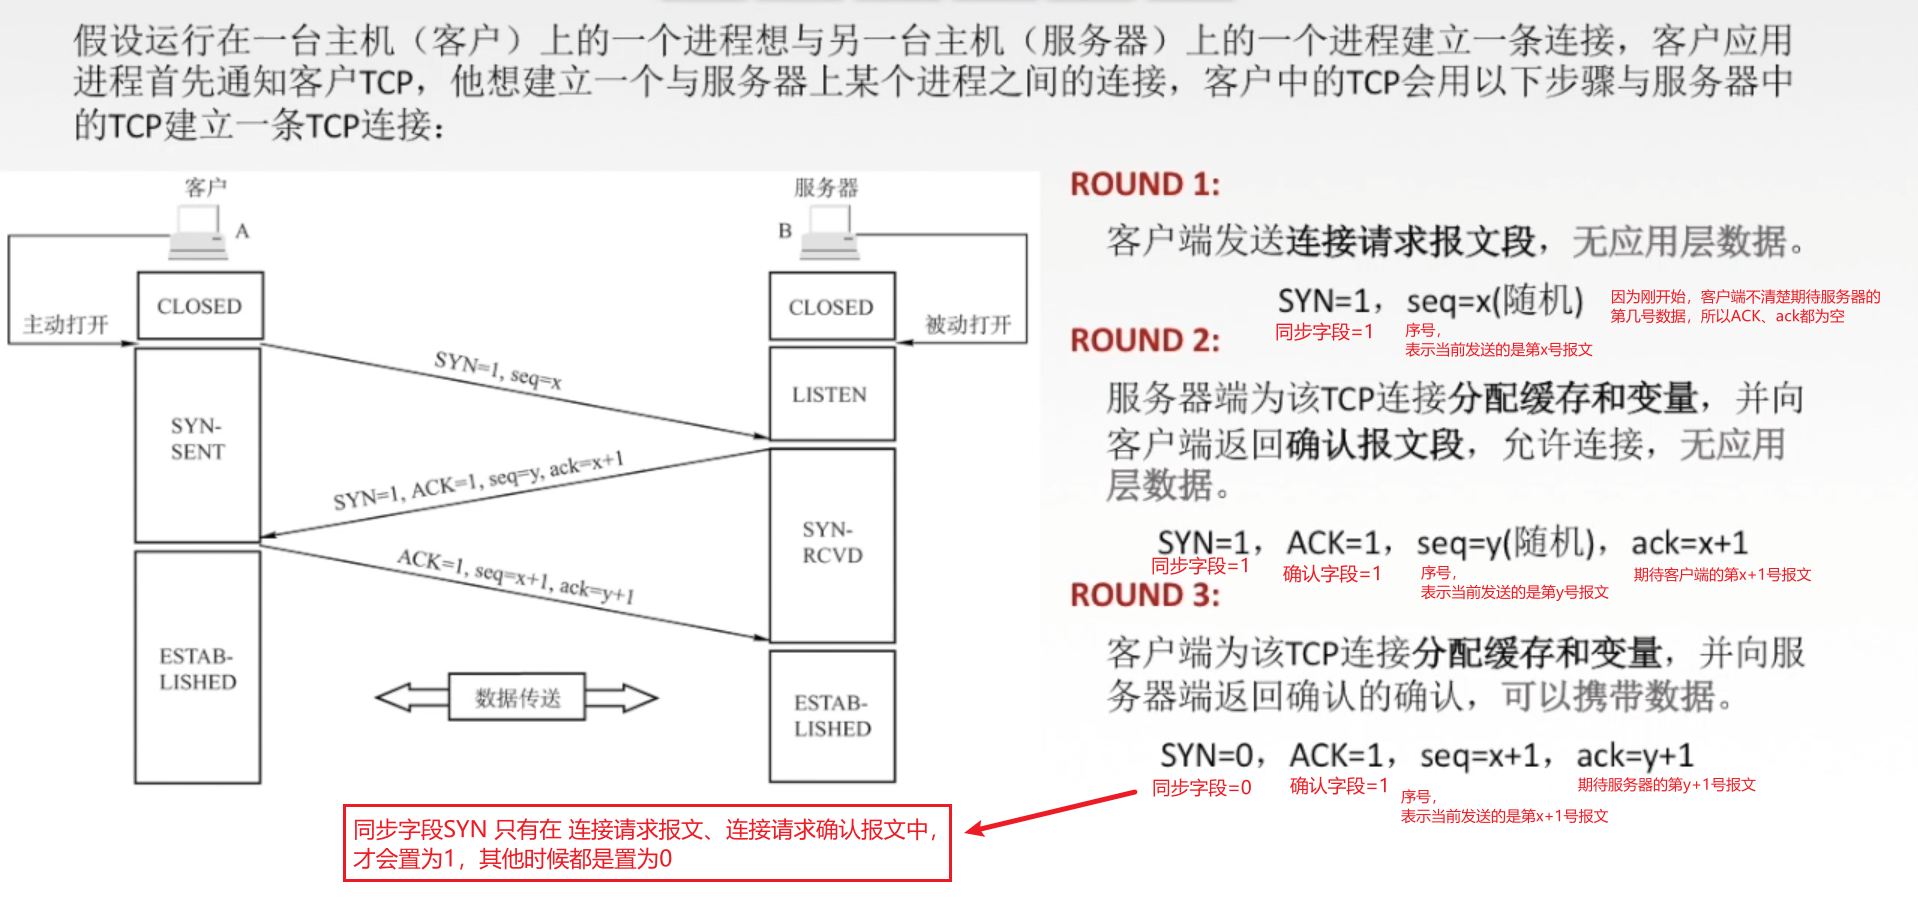 假设运行在一台主机（客户）上的一个进程想与另一台主机（服务器）上的一个进程建立一条连接，客户应用
进程首先通知客户TCP，他想建立一个与服务器上某个进程之间的连接，客户中的TCP会用以下步骤与服务器中
的TCP建立一条TCP连接：
客户
A
服务器
B
CLOSED
CLOSED
主动打开
被动打开
SYN=1, seq=x
LISTEN
SYN-
SENT
SYN=1, ACK=1, seq=y, ack=x+1
SYN-
RCVD
ACK=1, seq=x+1, ack=y+1
ESTAB-
LISHED
数据传送
ESTAB-
LISHED
ROUND 1:
客户端发送连接请求报文段，无应用层数据。
SYN=1，seq=x(随机)
因为刚开始，客户端不清楚期待服务器的
第几号数据，所以ACK、ack都为空
同步字段=1
序号，
表示当前发送的是第x号报文
ROUND 2:
服务器端为该TCP连接分配缓存和变量，并向
客户端返回确认报文段，允许连接，无应用
层数据。
SYN=1，ACK=1，seq=y(随机)，ack=x+1
同步字段=1
确认字段=1
序号，
表示当前发送的是第y号报文
期待客户端的第x+1号报文
ROUND 3:
客户端为该TCP连接分配缓存和变量，并向服
务器端返回确认的确认，可以携带数据。
SYN=0，ACK=1，seq=x+1，ack=y+1
同步字段=0
确认字段=1
序号，
表示当前发送的是第x+1号报文
期待服务器的第y+1号报文
同步字段SYN 只有在 连接请求报文、连接请求确认报文中，
才会置为1，其他时候都是置为0